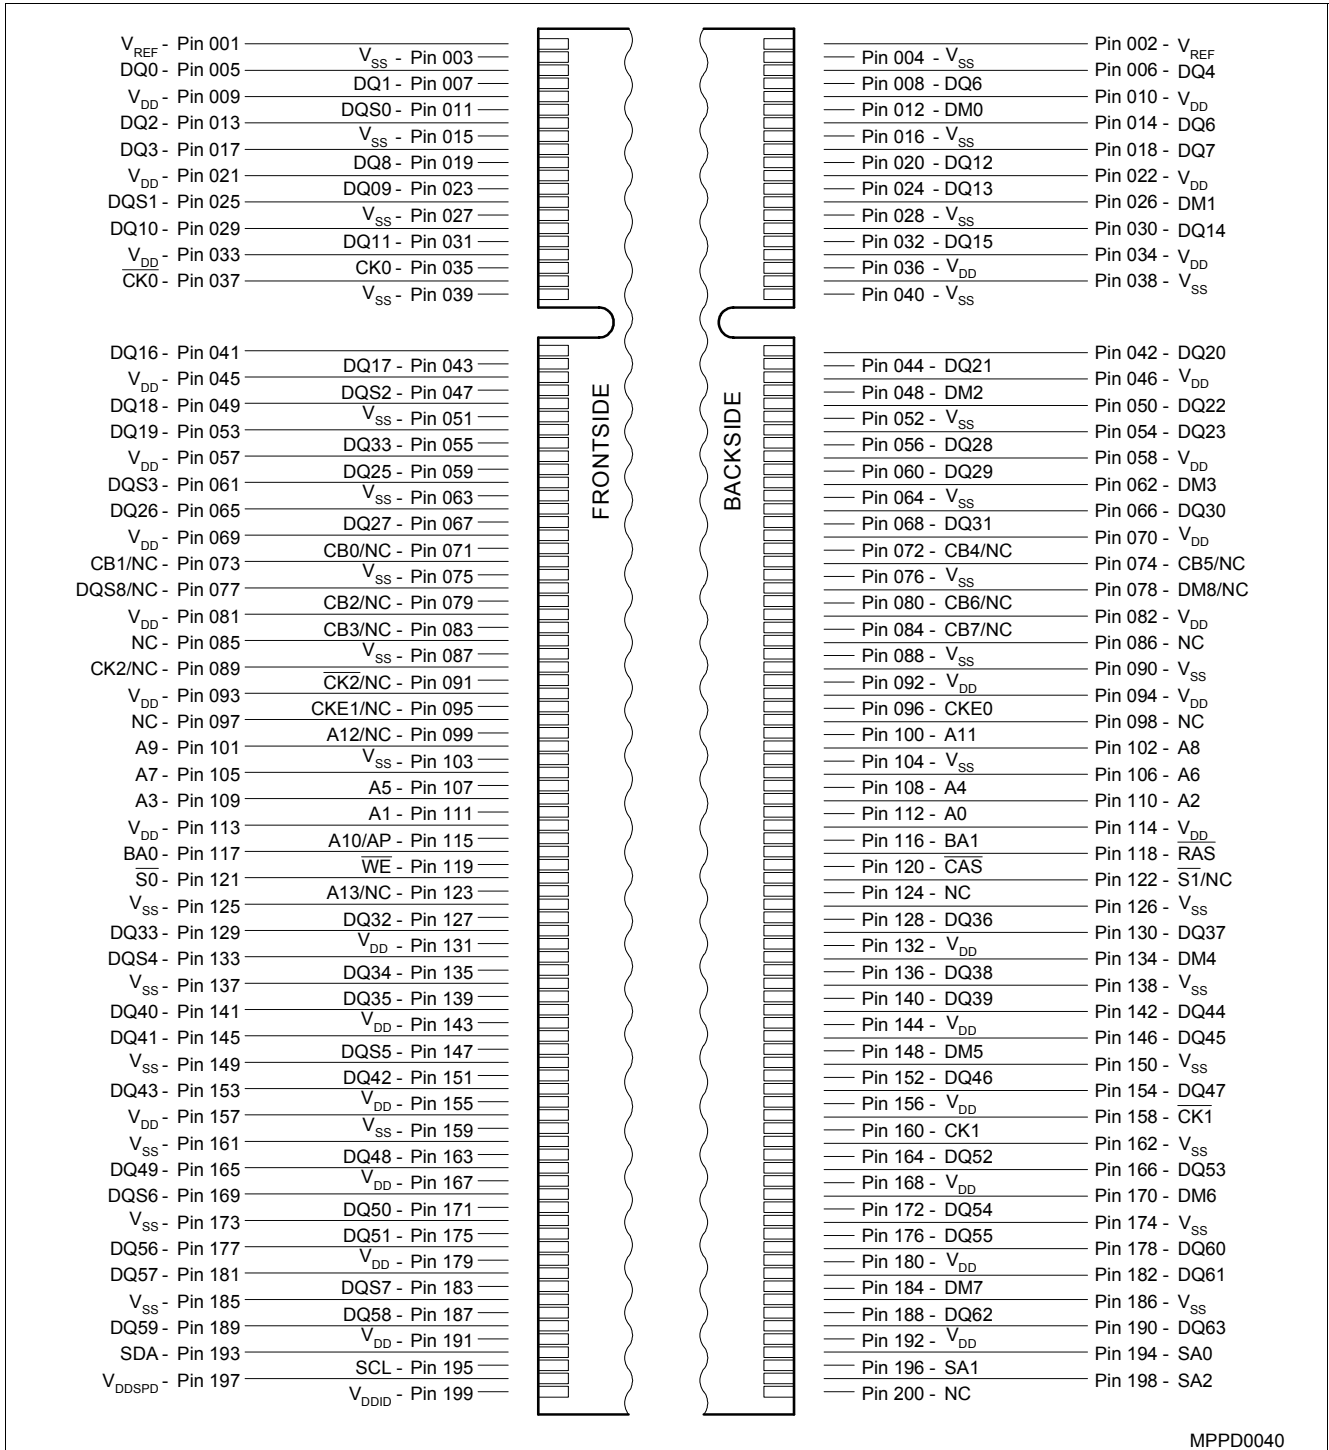 VREF - Pin 001
VSS - Pin 003
DQ0 - Pin 005
DQ1 - Pin 007
VDD - Pin 009
DQS0 - Pin 011
DQ2 - Pin 013
VSS - Pin 015
DQ3 - Pin 017
DQ8 - Pin 019
VDD - Pin 021
DQ09 - Pin 023
DQS1 - Pin 025
VSS - Pin 027
DQ10 - Pin 029
DQ11 - Pin 031
VDD - Pin 033
CK0 - Pin 035
C̅K̅0̅ - Pin 037
VSS - Pin 039
DQ16 - Pin 041
DQ17 - Pin 043
VDD - Pin 045
DQS2 - Pin 047
DQ18 - Pin 049
VSS - Pin 051
DQ19 - Pin 053
DQ33 - Pin 055
VDD - Pin 057
DQ25 - Pin 059
DQS3 - Pin 061
VSS - Pin 063
DQ26 - Pin 065
DQ27 - Pin 067
VDD - Pin 069
CB0/NC - Pin 071
CB1/NC - Pin 073
VSS - Pin 075
DQS8/NC - Pin 077
CB2/NC - Pin 079
VDD - Pin 081
CB3/NC - Pin 083
NC - Pin 085
VSS - Pin 087
CK2/NC - Pin 089
C̅K̅2̅/NC - Pin 091
VDD - Pin 093
CKE1/NC - Pin 095
NC - Pin 097
A12/NC - Pin 099
A9 - Pin 101
VSS - Pin 103
A7 - Pin 105
A5 - Pin 107
A3 - Pin 109
A1 - Pin 111
VDD - Pin 113
A10/AP - Pin 115
BA0 - Pin 117
W̅E̅ - Pin 119
S̅0̅ - Pin 121
A13/NC - Pin 123
VSS - Pin 125
DQ32 - Pin 127
DQ33 - Pin 129
VDD - Pin 131
DQS4 - Pin 133
DQ34 - Pin 135
VSS - Pin 137
DQ35 - Pin 139
DQ40 - Pin 141
VDD - Pin 143
DQ41 - Pin 145
DQS5 - Pin 147
VSS - Pin 149
DQ42 - Pin 151
DQ43 - Pin 153
VDD - Pin 155
VDD - Pin 157
VSS - Pin 159
VSS - Pin 161
DQ48 - Pin 163
DQ49 - Pin 165
VDD - Pin 167
DQS6 - Pin 169
DQ50 - Pin 171
VSS - Pin 173
DQ51 - Pin 175
DQ56 - Pin 177
VDD - Pin 179
DQ57 - Pin 181
DQS7 - Pin 183
VSS - Pin 185
DQ58 - Pin 187
DQ59 - Pin 189
VDD - Pin 191
SDA - Pin 193
SCL - Pin 195
VDDSPD - Pin 197
VDDID - Pin 199
FRONTSIDE
BACKSIDE
Pin 002 - VREF
Pin 004 - VSS
Pin 006 - DQ4
Pin 008 - DQ6
Pin 010 - VDD
Pin 012 - DM0
Pin 014 - DQ6
Pin 016 - VSS
Pin 018 - DQ7
Pin 020 - DQ12
Pin 022 - VDD
Pin 024 - DQ13
Pin 026 - DM1
Pin 028 - VSS
Pin 030 - DQ14
Pin 032 - DQ15
Pin 034 - VDD
Pin 036 - VDD
Pin 038 - VSS
Pin 040 - VSS
Pin 042 - DQ20
Pin 044 - DQ21
Pin 046 - VDD
Pin 048 - DM2
Pin 050 - DQ22
Pin 052 - VSS
Pin 054 - DQ23
Pin 056 - DQ28
Pin 058 - VDD
Pin 060 - DQ29
Pin 062 - DM3
Pin 064 - VSS
Pin 066 - DQ30
Pin 068 - DQ31
Pin 070 - VDD
Pin 072 - CB4/NC
Pin 074 - CB5/NC
Pin 076 - VSS
Pin 078 - DM8/NC
Pin 080 - CB6/NC
Pin 082 - VDD
Pin 084 - CB7/NC
Pin 086 - NC
Pin 088 - VSS
Pin 090 - VSS
Pin 092 - VDD
Pin 094 - VDD
Pin 096 - CKE0
Pin 098 - NC
Pin 100 - A11
Pin 102 - A8
Pin 104 - VSS
Pin 106 - A6
Pin 108 - A4
Pin 110 - A2
Pin 112 - A0
Pin 114 - VDD
Pin 116 - BA1
Pin 118 - R̅A̅S̅
Pin 120 - C̅A̅S̅
Pin 122 - S̅1̅/NC
Pin 124 - NC
Pin 126 - VSS
Pin 128 - DQ36
Pin 130 - DQ37
Pin 132 - VDD
Pin 134 - DM4
Pin 136 - DQ38
Pin 138 - VSS
Pin 140 - DQ39
Pin 142 - DQ44
Pin 144 - VDD
Pin 146 - DQ45
Pin 148 - DM5
Pin 150 - VSS
Pin 152 - DQ46
Pin 154 - DQ47
Pin 156 - VDD
Pin 158 - C̅K̅1̅
Pin 160 - CK1
Pin 162 - VSS
Pin 164 - DQ52
Pin 166 - DQ53
Pin 168 - VDD
Pin 170 - DM6
Pin 172 - DQ54
Pin 174 - VSS
Pin 176 - DQ55
Pin 178 - DQ60
Pin 180 - VDD
Pin 182 - DQ61
Pin 184 - DM7
Pin 186 - VSS
Pin 188 - DQ62
Pin 190 - DQ63
Pin 192 - VDD
Pin 194 - SA0
Pin 196 - SA1
Pin 198 - SA2
Pin 200 - NC
MPPD0040